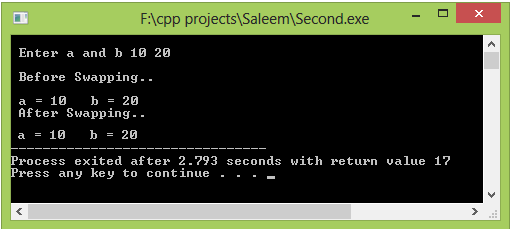 F:\cpp projects\Saleem\Second.exe
Enter a and b 10 20
Before Swapping..
a = 10   b = 20
After Swapping..
a = 10   b = 20
--------------------------------
Process exited after 2.793 seconds with return value 17
Press any key to continue . . . _